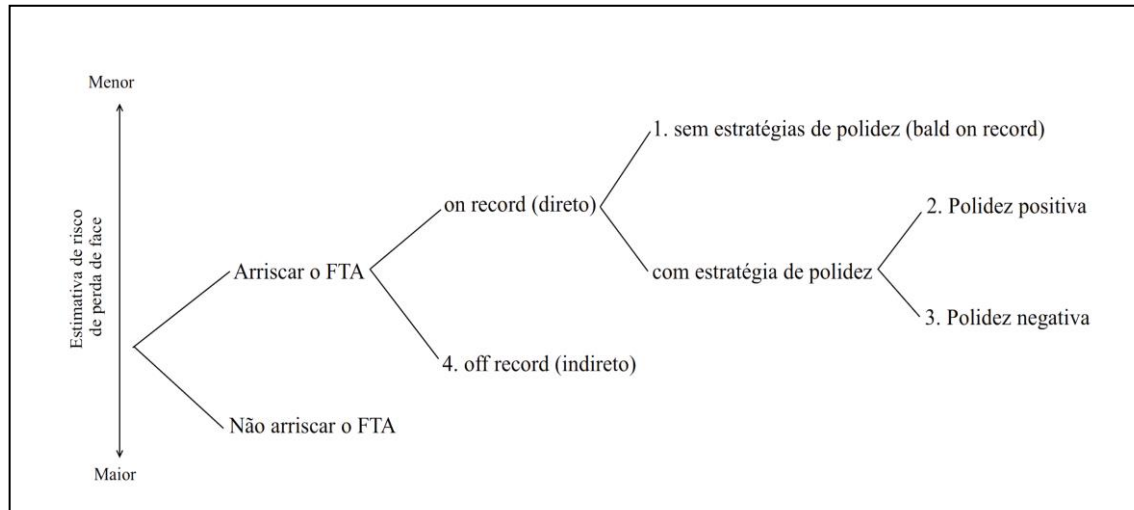 Menor
1. sem estratégias de polidez (bald on record)
on record (direto)
2. Polidez positiva
Estimativa de risco
de perda de face
Arriscar o FTA
com estratégia de polidez
3. Polidez negativa
4. off record (indireto)
Não arriscar o FTA
Maior